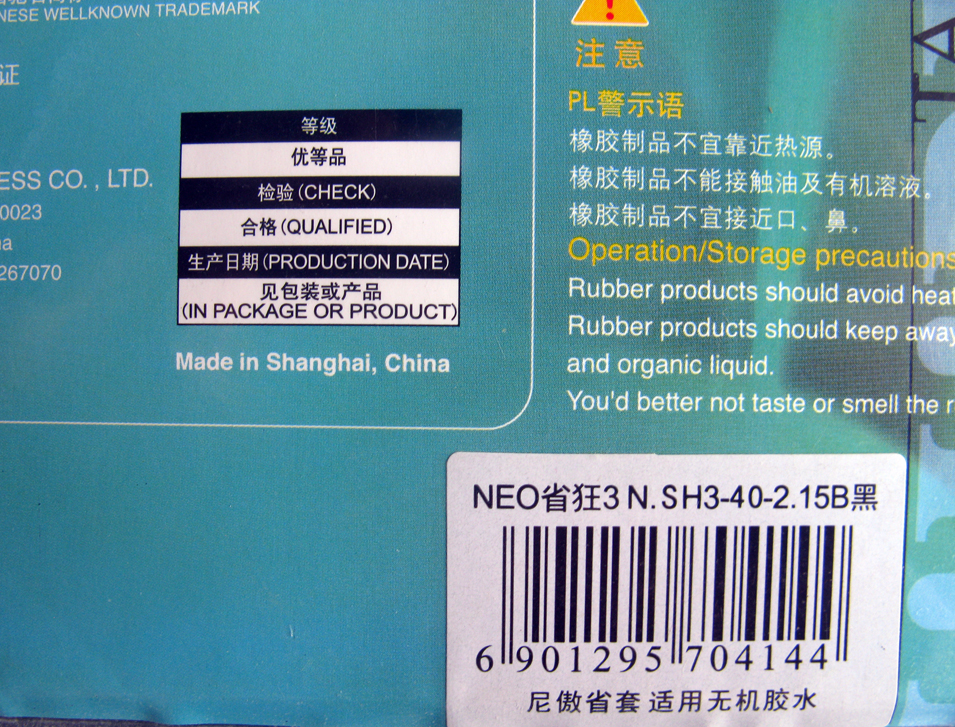 NESE WELLKNOWN TRADEMARK
证
ESS CO. , LTD.
0023
na
267070
等级
优等品
检验(CHECK)
合格(QUALIFIED)
生产日期(PRODUCTION DATE)
见包装或产品
(IN PACKAGE OR PRODUCT)
Made in Shanghai, China
注意
PL警示语
橡胶制品不宜靠近热源。
橡胶制品不能接触油及有机溶液。
橡胶制品不宜接近口、鼻。
Operation/Storage precautions
Rubber products should avoid heat
Rubber products should keep away
and organic liquid.
You'd better not taste or smell the r
TA
NEO省狂3 N.SH3-40-2.15B黑
6 901295 704144
尼傲省套 适用无机胶水